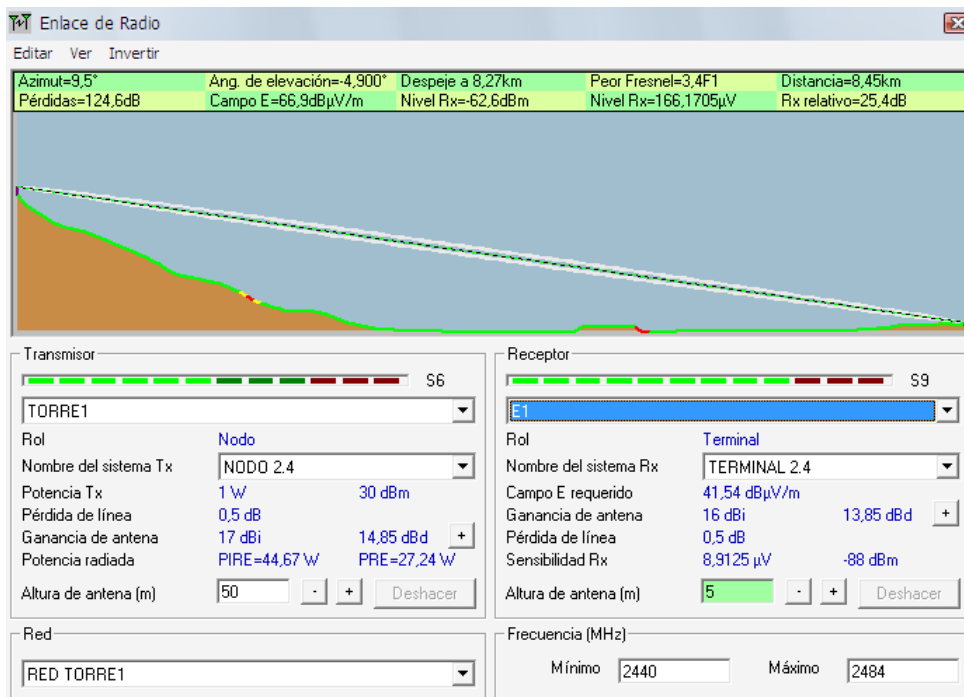 Enlace de Radio
Editar Ver Invertir
Azimut=9,5° Ang. de elevación=-4,900° Despeje a 8,27km Peor Fresnel=3,4F1 Distancia=8,45km
Pérdidas=124,6dB Campo E=66,9dBµV/m Nivel Rx=-62,6dBm Nivel Rx=166,1705µV Rx relativo=25,4dB
Transmisor
S6
TORRE1
Rol Nodo
Nombre del sistema Tx NODO 2.4
Potencia Tx 1 W 30 dBm
Pérdida de línea 0,5 dB
Ganancia de antena 17 dBi 14,85 dBd +
Potencia radiada PIRE=44,67 W PRE=27,24 W
Altura de antena (m) 50 - + Deshacer
Red
RED TORRE1
Receptor
S9
E1
Rol Terminal
Nombre del sistema Rx TERMINAL 2.4
Campo E requerido 41,54 dBµV/m
Ganancia de antena 16 dBi 13,85 dBd +
Pérdida de línea 0,5 dB
Sensibilidad Rx 8,9125 µV -88 dBm
Altura de antena (m) 5 - + Deshacer
Frecuencia (MHz)
Mínimo 2440 Máximo 2484